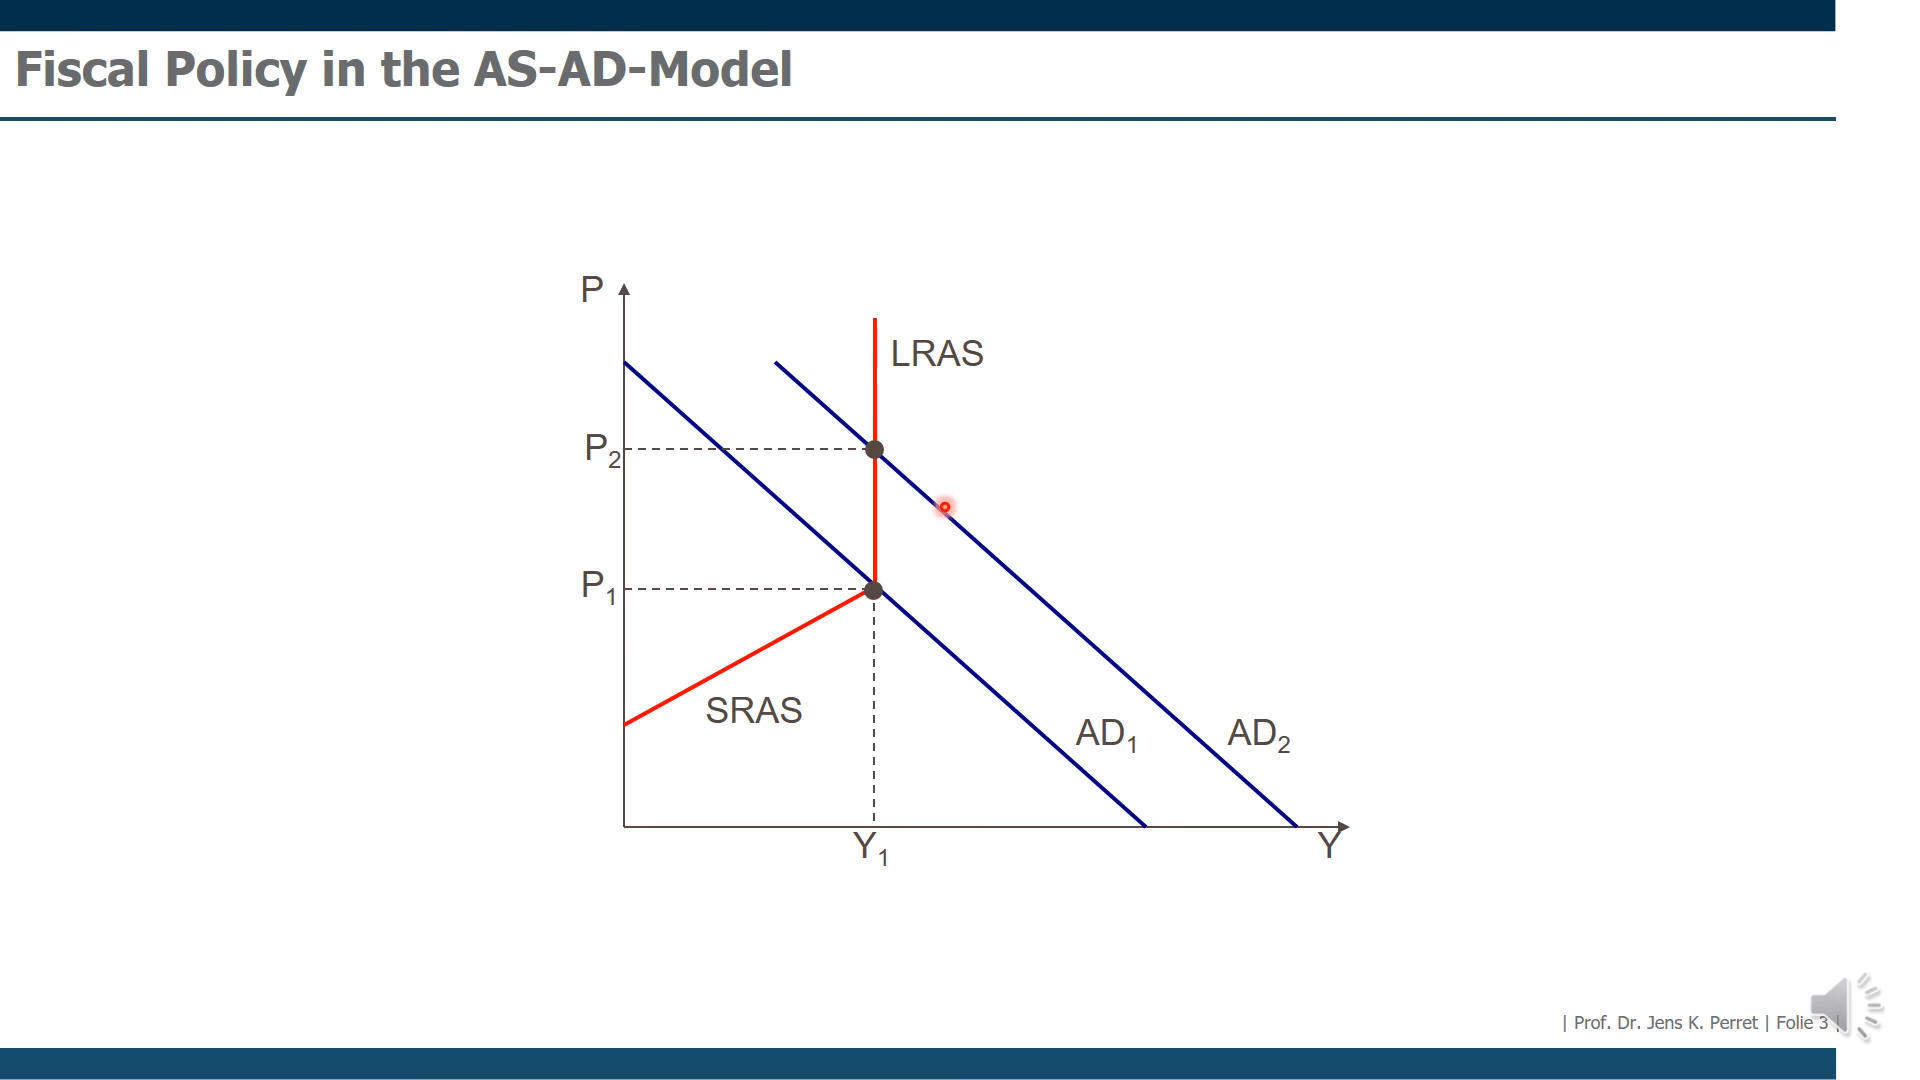 Fiscal Policy in the AS-AD-Model
P
LRAS
P2
P1
SRAS
AD1
AD2
Y1
Y
| Prof. Dr. Jens K. Perret | Folie 3 |